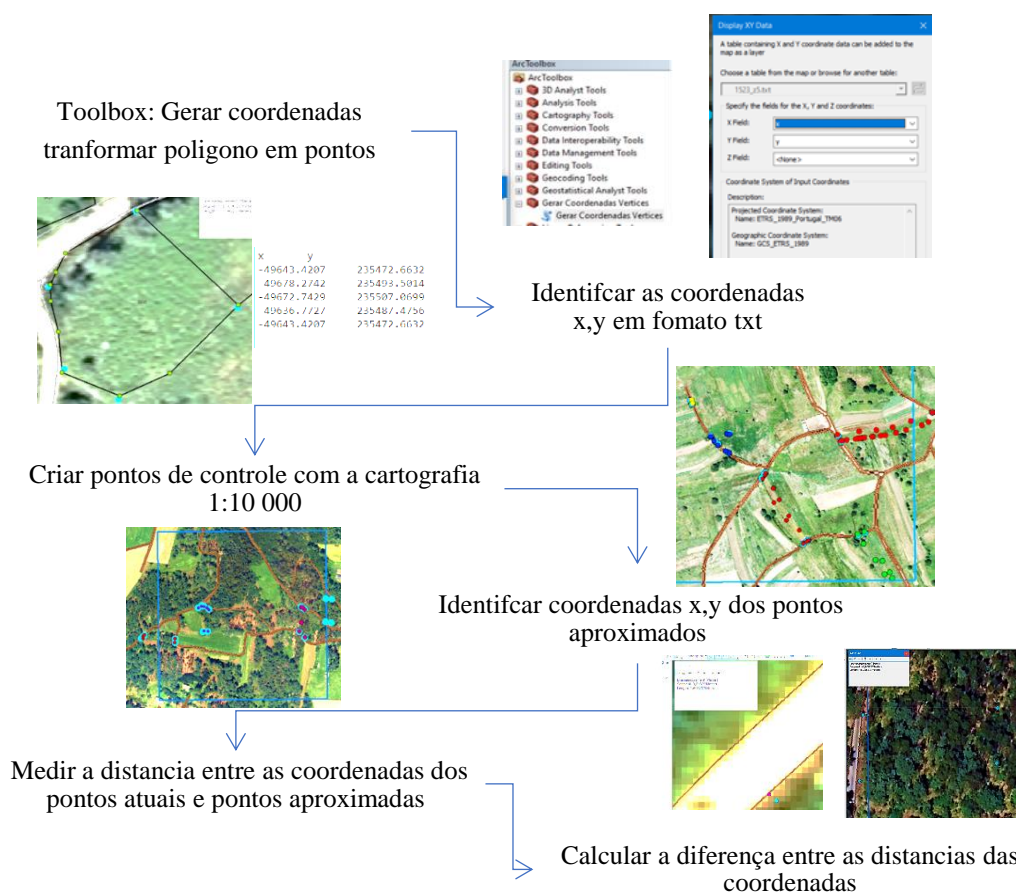 Toolbox: Gerar coordenadas
tranformar poligono em pontos
ArcToolbox
ArcToolbox
3D Analyst Tools
Analysis Tools
Cartography Tools
Conversion Tools
Data Interoperability Tools
Data Management Tools
Editing Tools
Geocoding Tools
Geostatistical Analyst Tools
Gerar Coordenadas Vertices
Gerar Coordenadas Vertices
Display XY Data
A table containing X and Y coordinate data can be added to the
map as a layer
Choose a table from the map or browse for another table:
1523_z5.txt
Specify the fields for the X, Y and Z coordinates:
X Field:
x
Y Field:
y
Z Field:
<None>
Coordinate System of Input Coordinates
Description:
Projected Coordinate System:
Name: ETRS_1989_Portugal_TM06
Geographic Coordinate System:
Name: GCS_ETRS_1989
x y
-49643.4207 235472.6632
49678.2742 235493.5014
-49672.7429 235507.0699
49636.7727 235487.4756
-49643.4207 235472.6632
Identifcar as coordenadas
x,y em fomato txt
Criar pontos de controle com a cartografia
1:10 000
Identifcar coordenadas x,y dos pontos
aproximados
Medir a distancia entre as coordenadas dos
pontos atuais e pontos aproximadas
Calcular a diferença entre as distancias das
coordenadas